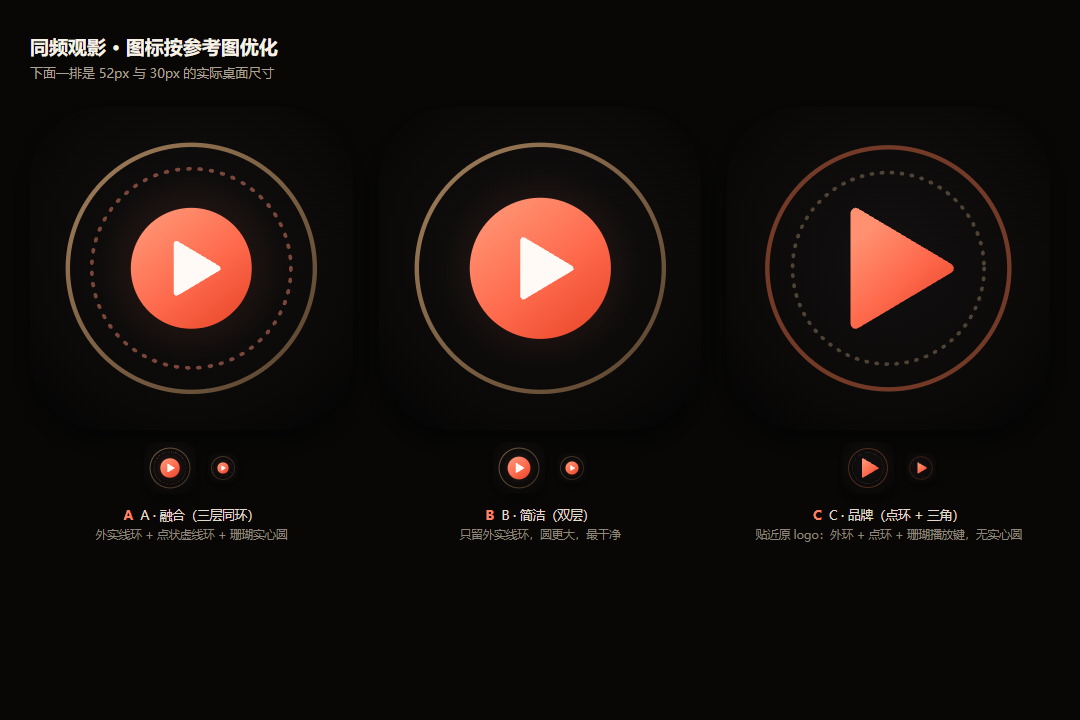 同频观影 · 图标按参考图优化
下面一排是 52px 与 30px 的实际桌面尺寸
A A · 融合（三层同环）
外实线环 + 点状虚线环 + 珊瑚实心圆
B B · 简洁（双层）
只留外实线环，圆更大，最干净
C C · 品牌（点环 + 三角）
贴近原 logo：外环 + 点环 + 珊瑚播放键，无实心圆